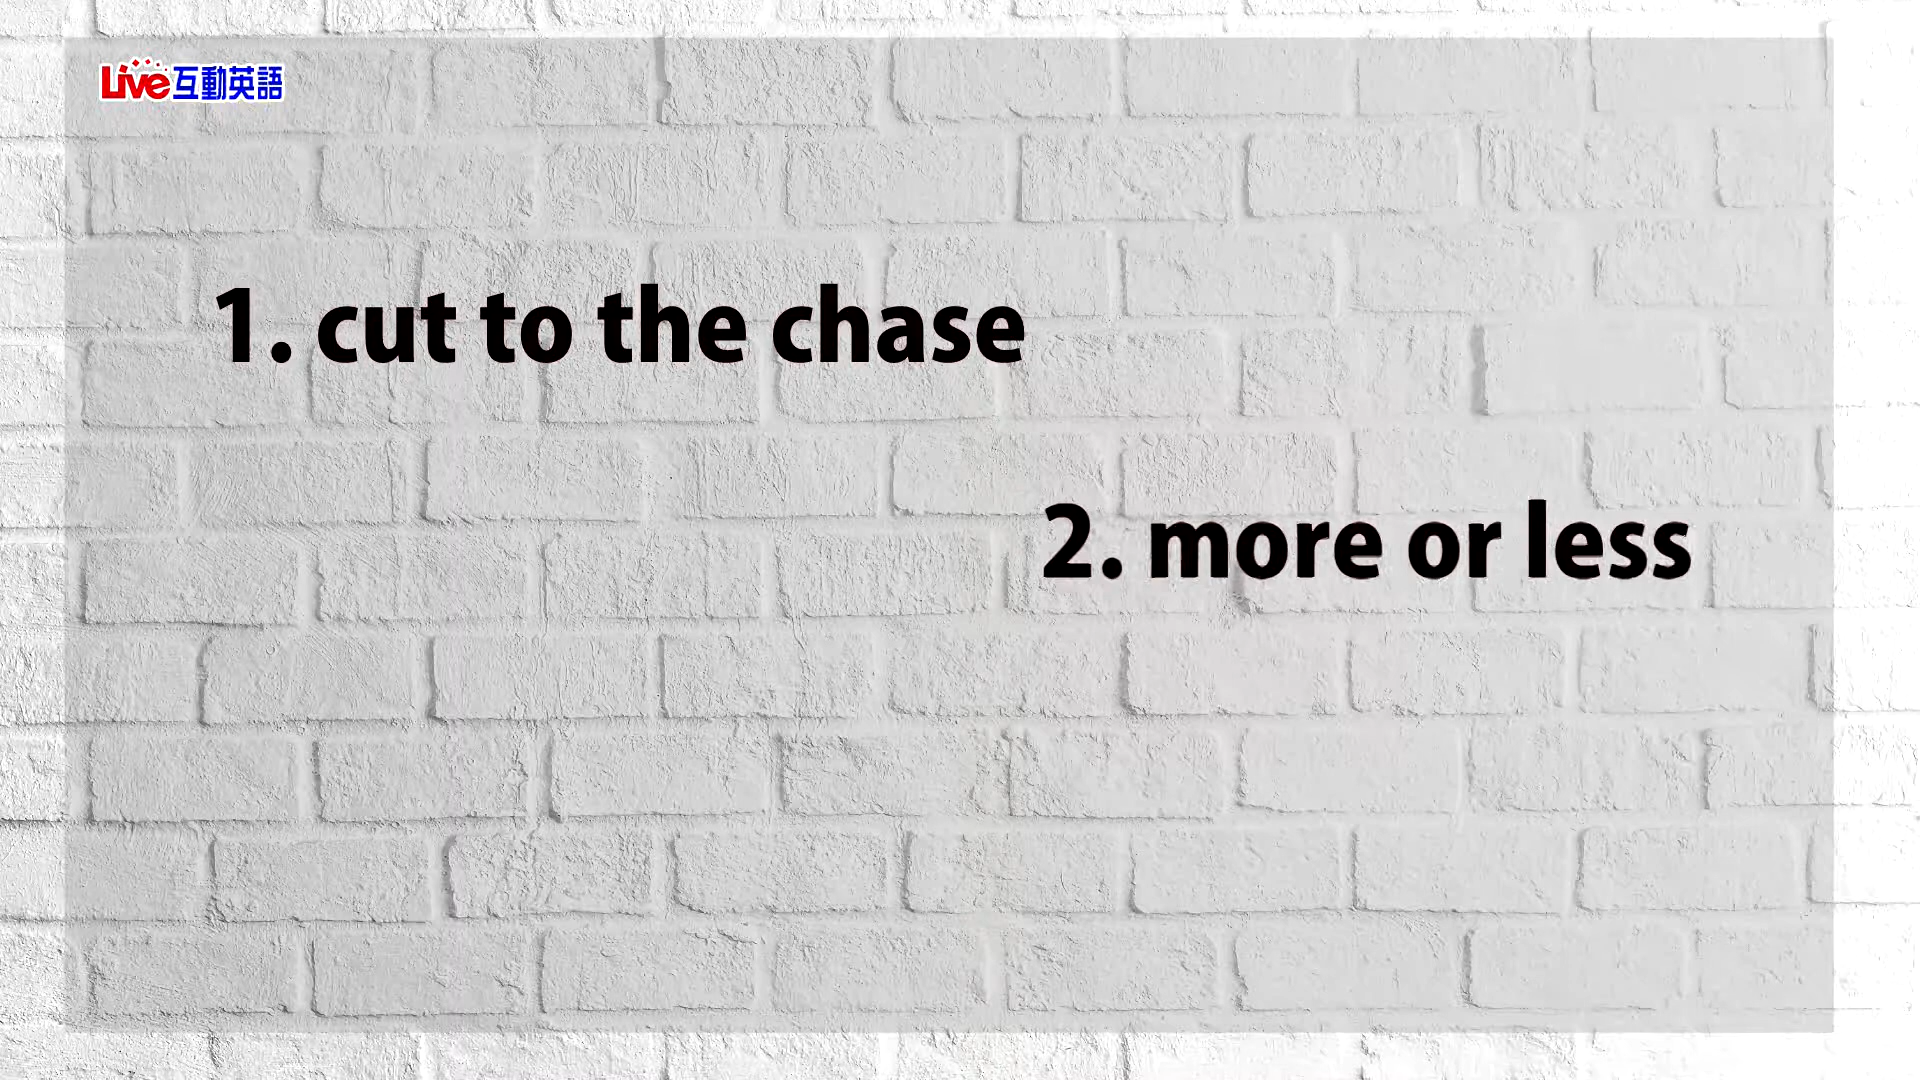 Live互動英語
1. cut to the chase
2. more or less